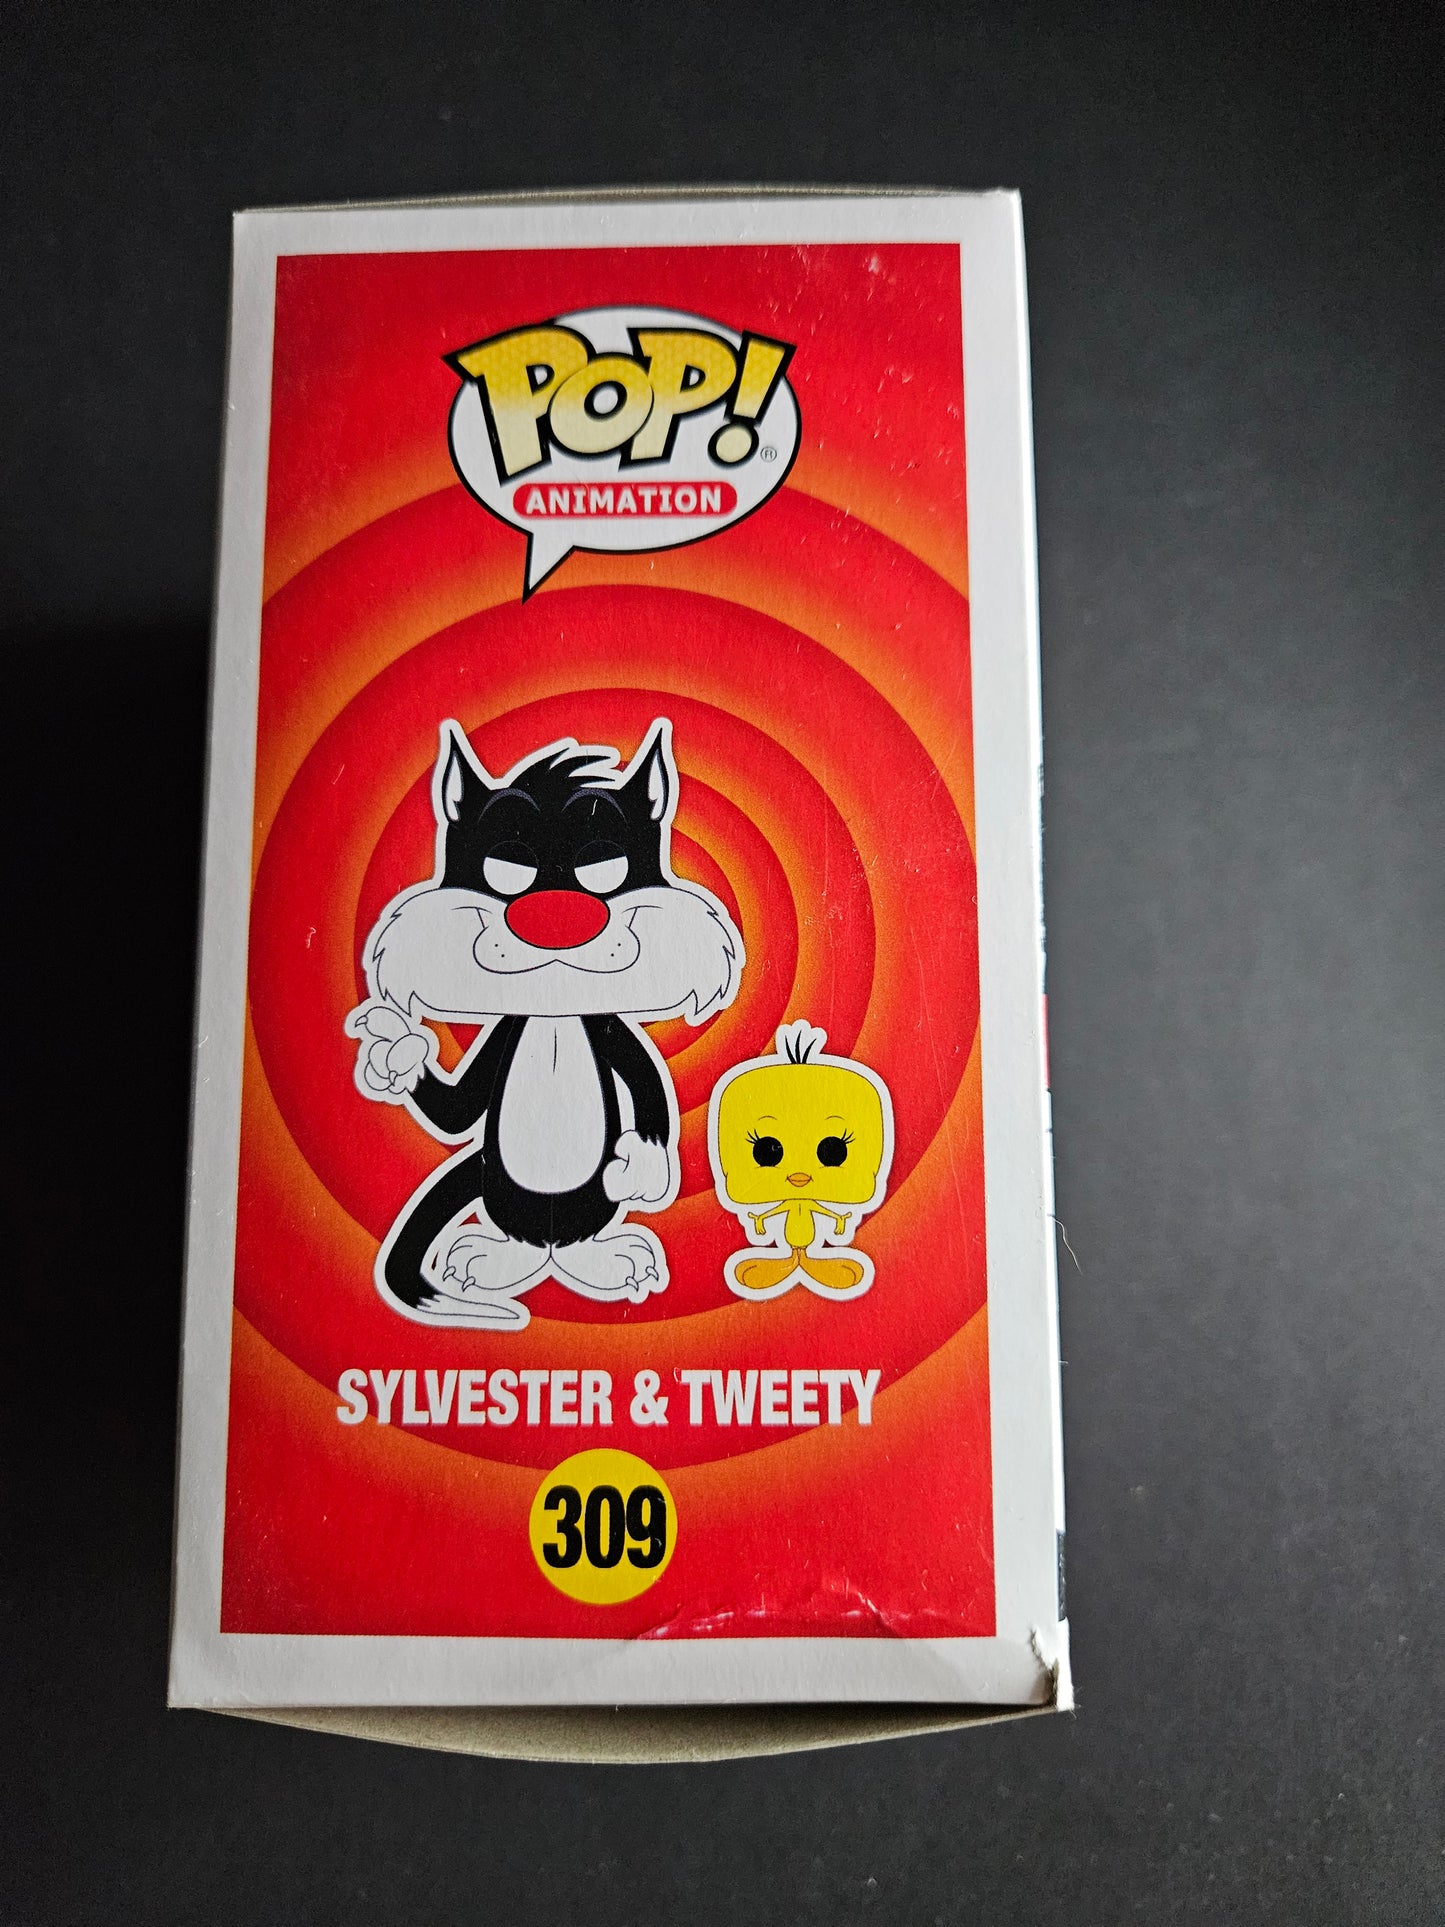 POP!
ANIMATION
SYLVESTER & TWEETY
309